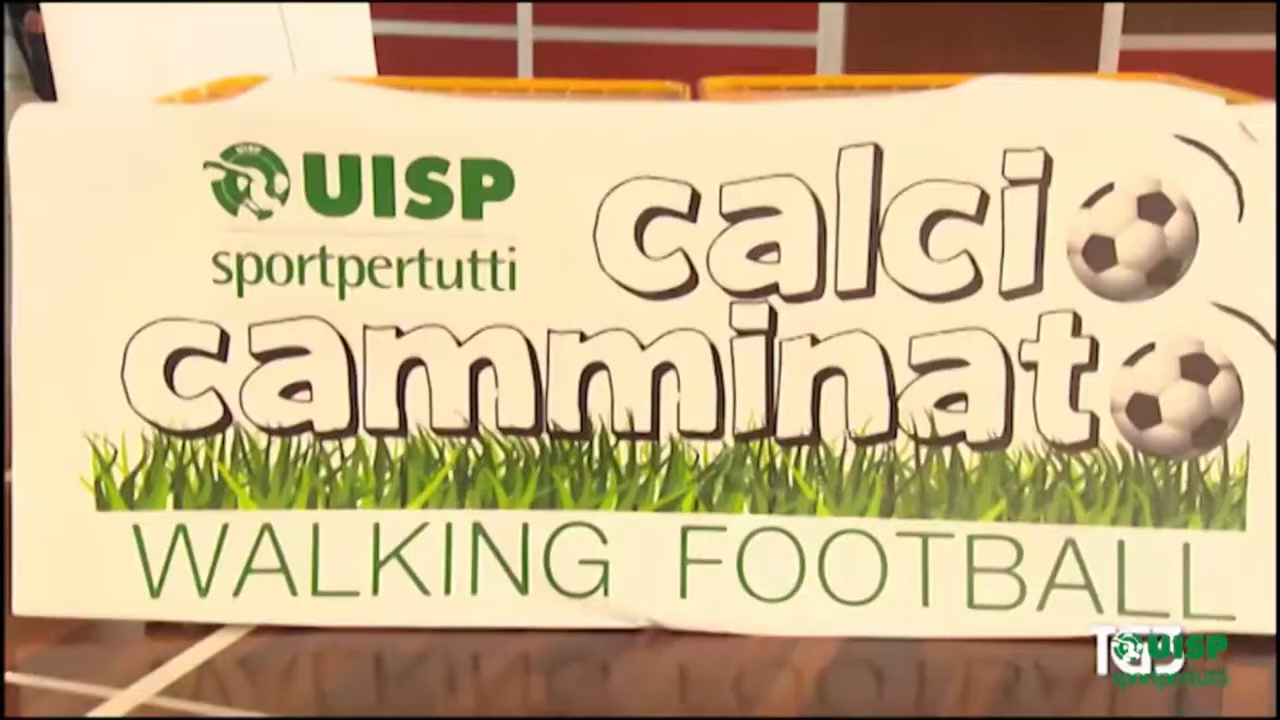 UISP
sportpertutti
calcio
camminato
WALKING FOOTBALL
UISP
sportpertutti